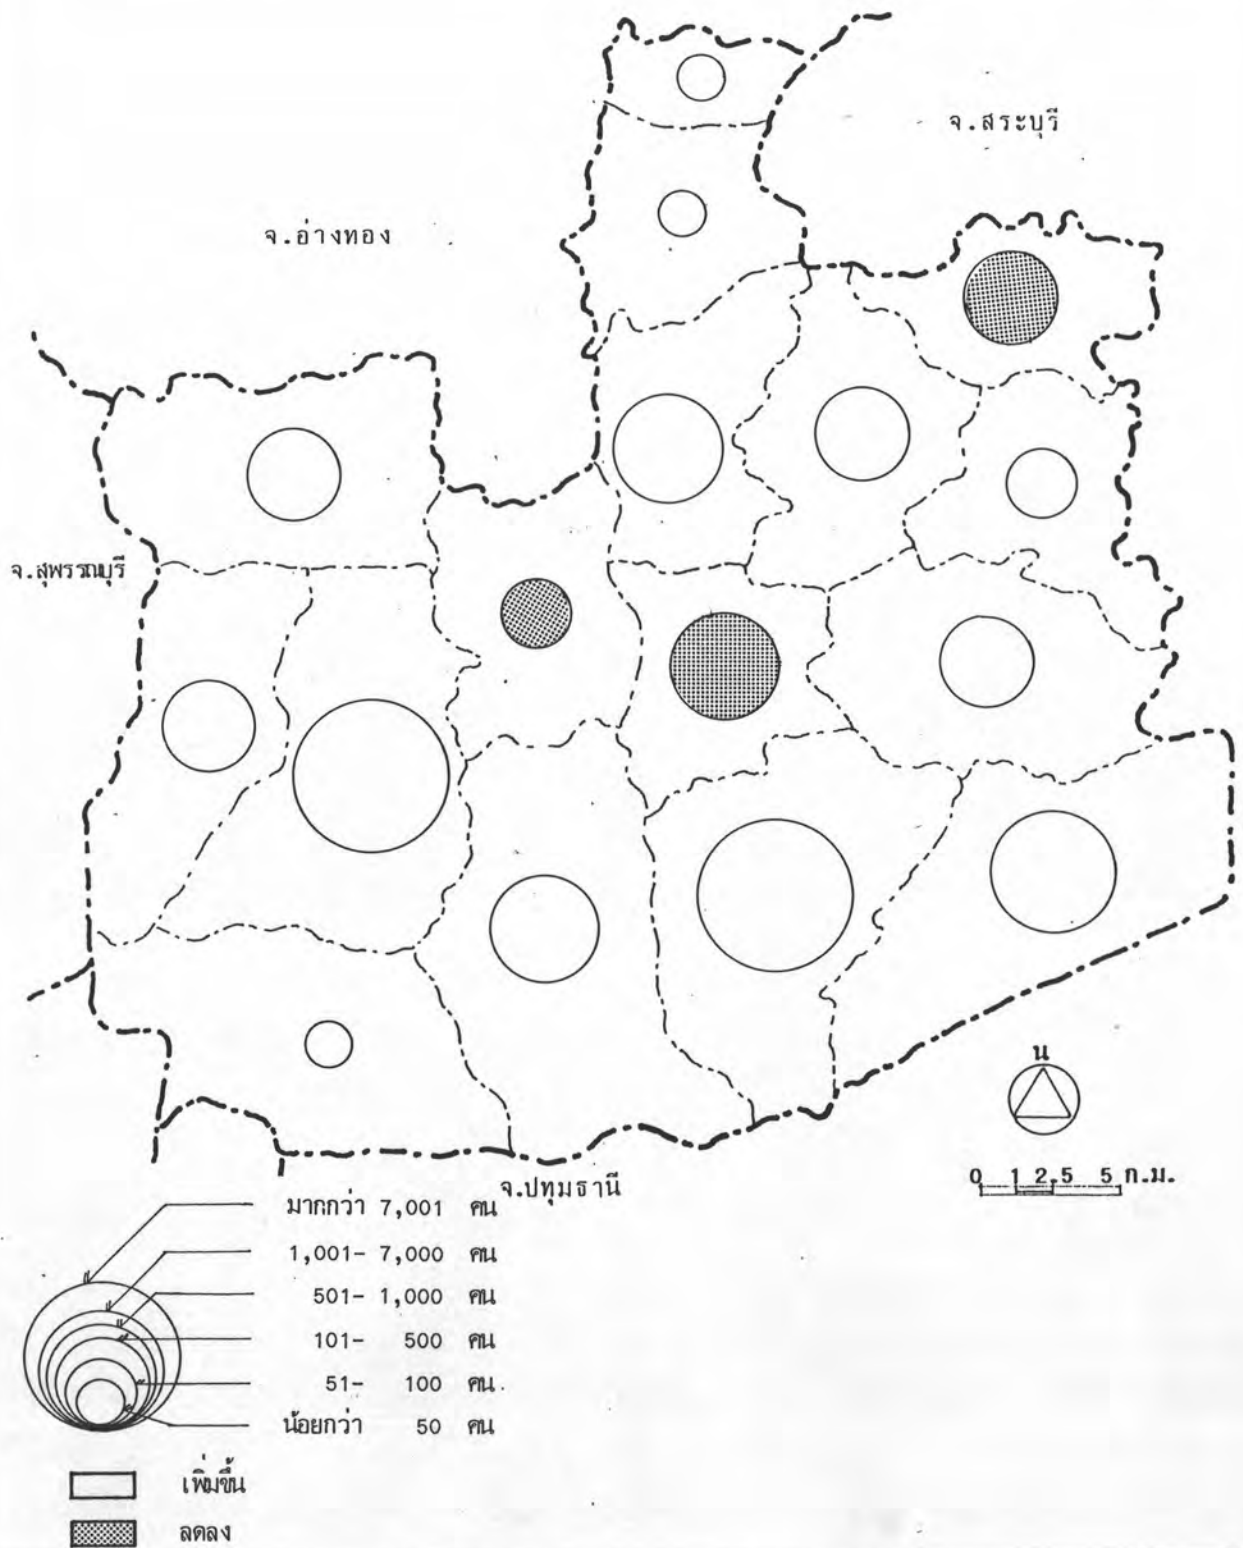 จ.สระบุรี
จ.อ่างทอง
จ.สุพรรณบุรี
น
0 1 2.5 5 ก.ม.
จ.ปทุมธานี
มากกว่า 7,001 คน
1,001- 7,000 คน
501- 1,000 คน
101- 500 คน
51- 100 คน
น้อยกว่า 50 คน
เพิ่มขึ้น
ลดลง